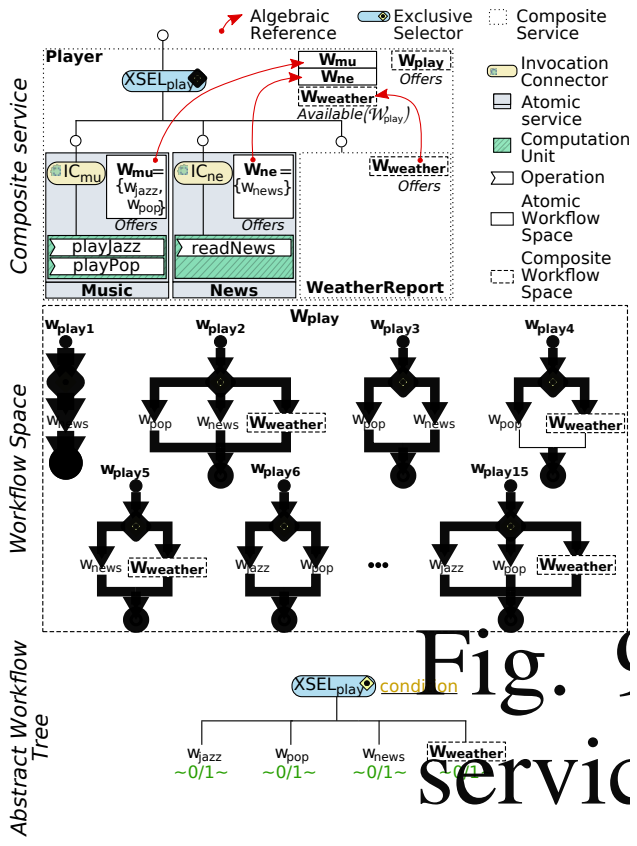 Algebraic Reference
Exclusive Selector
Composite Service
Player
XSELplay
Wmu
Wne
Wweather
Available(Wplay)
Wplay
Offers
Invocation Connector
Atomic service
Computation Unit
Operation
Atomic Workflow Space
Composite Workflow Space
ICmu
Wmu=
{wjazz,
wpop}
Offers
ICne
Wne=
{wnews}
Offers
Wweather
Offers
playJazz
playPop
readNews
Music
News
WeatherReport
Composite service
Wplay
wplay1
wplay2
wplay3
wplay4
wnews
wpop
wnews
Wweather
wpop
wnews
wpop
Wweather
wplay5
wplay6
wplay15
wnews
Wweather
wjazz
wpop
•••
wjazz
wpop
Wweather
Workflow Space
Fig. 9
XSELplay
condition
wjazz
wpop
wnews
Wweather
~0/1~
~0/1~
~0/1~
~0/1~
servic
Abstract Workflow
Tree